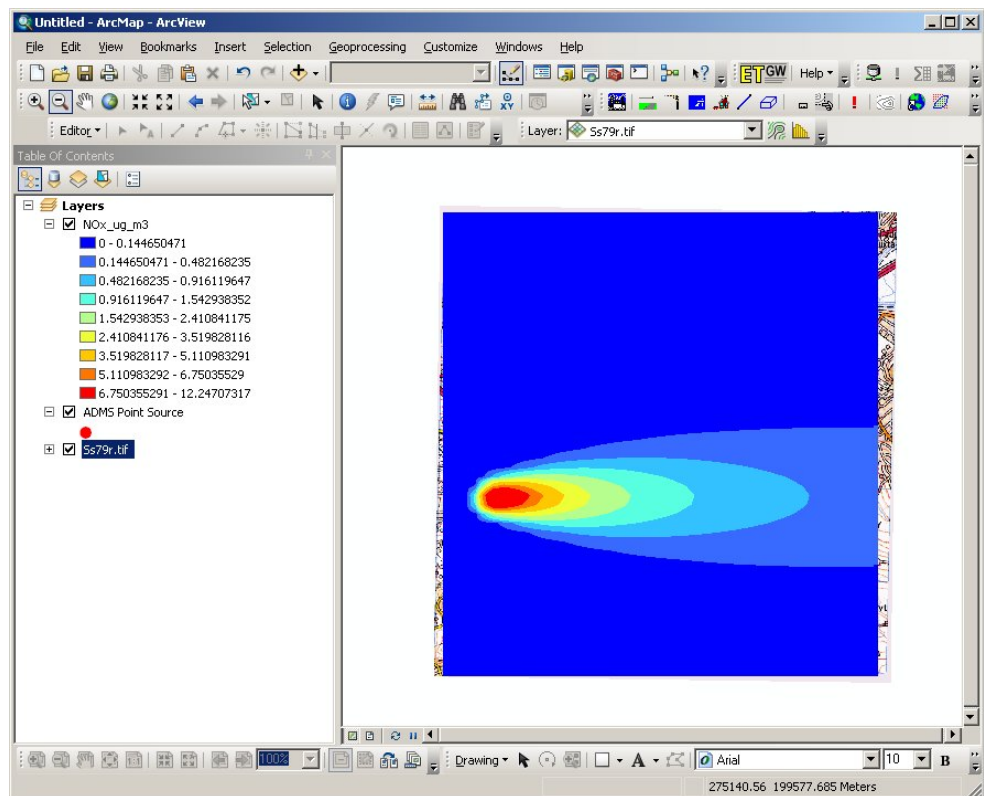 Untitled - ArcMap - ArcView
File Edit View Bookmarks Insert Selection Geoprocessing Customize Windows Help
ET GW Help
Editor Layer: Ss79r.tif
Table Of Contents
Layers
NOx_ug_m3
0 - 0.144650471
0.144650471 - 0.482168235
0.482168235 - 0.916119647
0.916119647 - 1.542938352
1.542938353 - 2.410841175
2.410841176 - 3.519828116
3.519828117 - 5.110983291
5.110983292 - 6.75035529
6.750355291 - 12.24707317
ADMS Point Source
Ss79r.tif
100% Drawing A A Arial 10 B
275140.56 199577.685 Meters